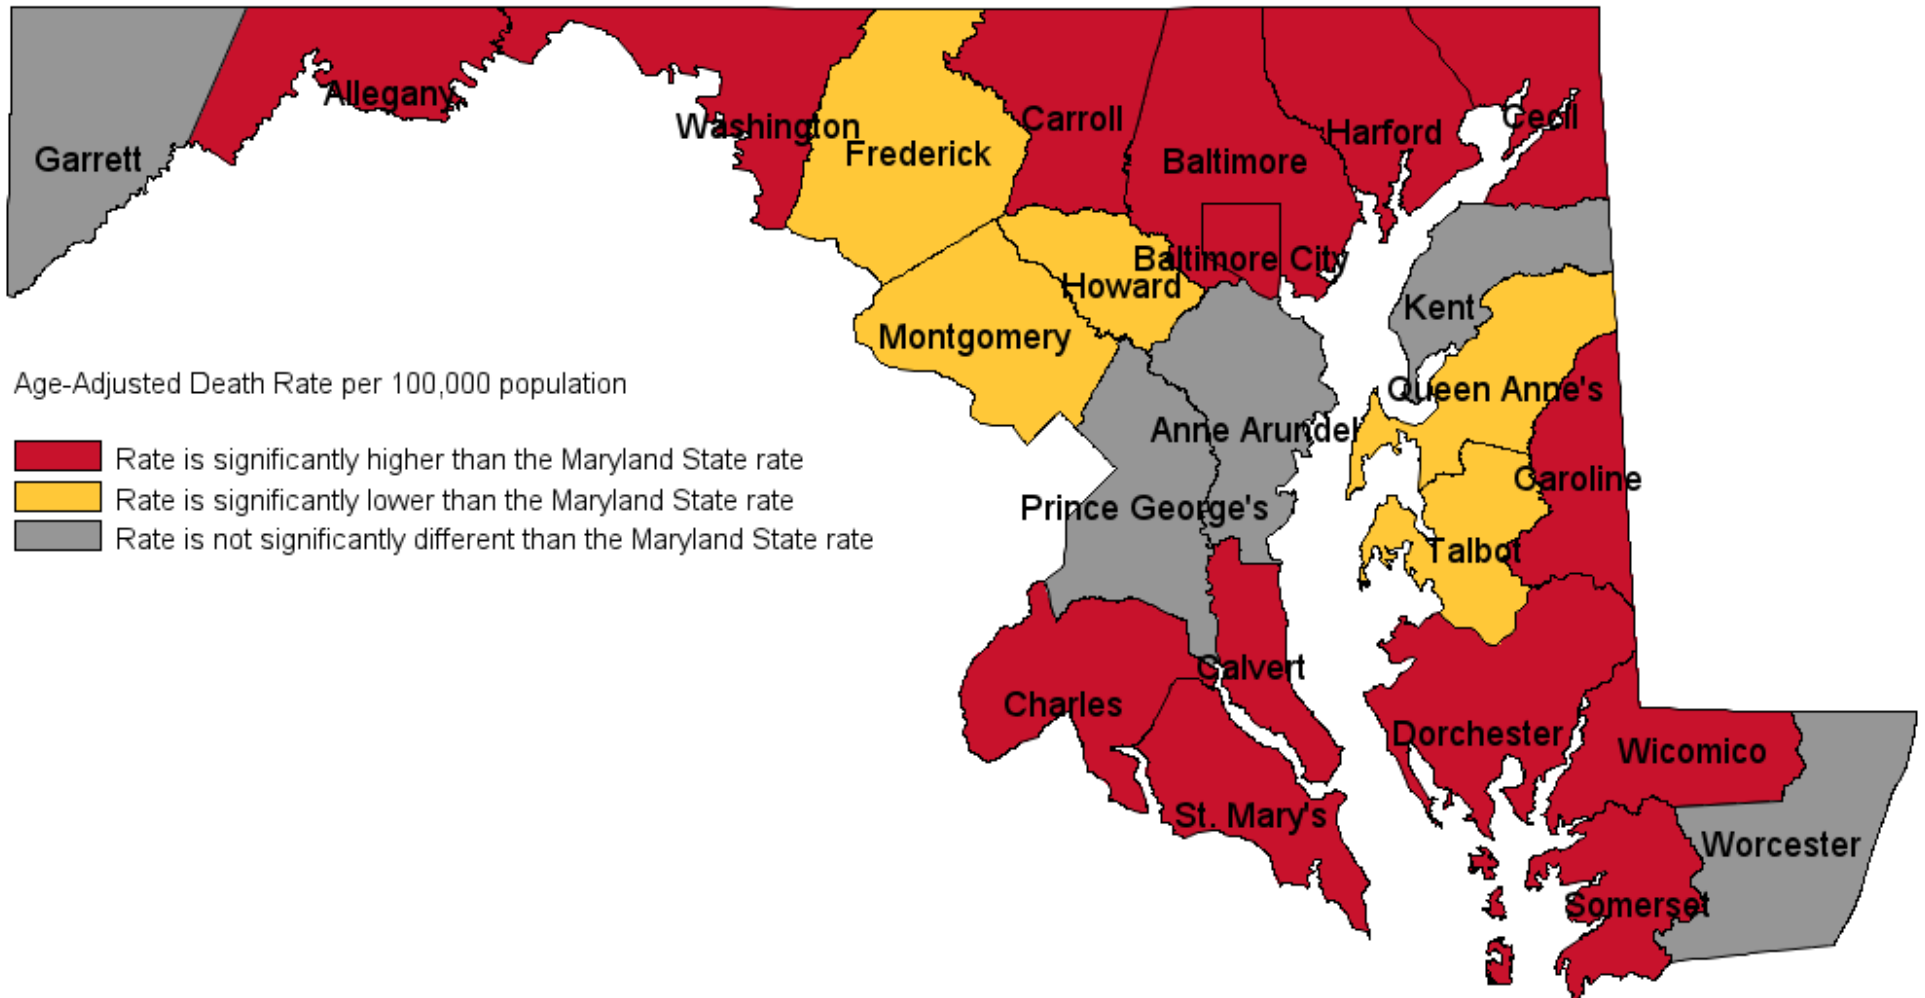 Allegany
Cecil
Carroll
Washington
Harford
Frederick
Garrett
Baltimore
Baltimore City
Howard
Kent
Montgomery
Age-Adjusted Death Rate per 100,000 population
Queen Anne's
Anne Arundel
Rate is significantly higher than the Maryland State rate
Caroline
Rate is significantly lower than the Maryland State rate
Prince George's
Rate is not significantly different than the Maryland State rate
Talbot
Calvert
Charles
Dorchester
Wicomico
St. Mary's
Worcester
Somerset